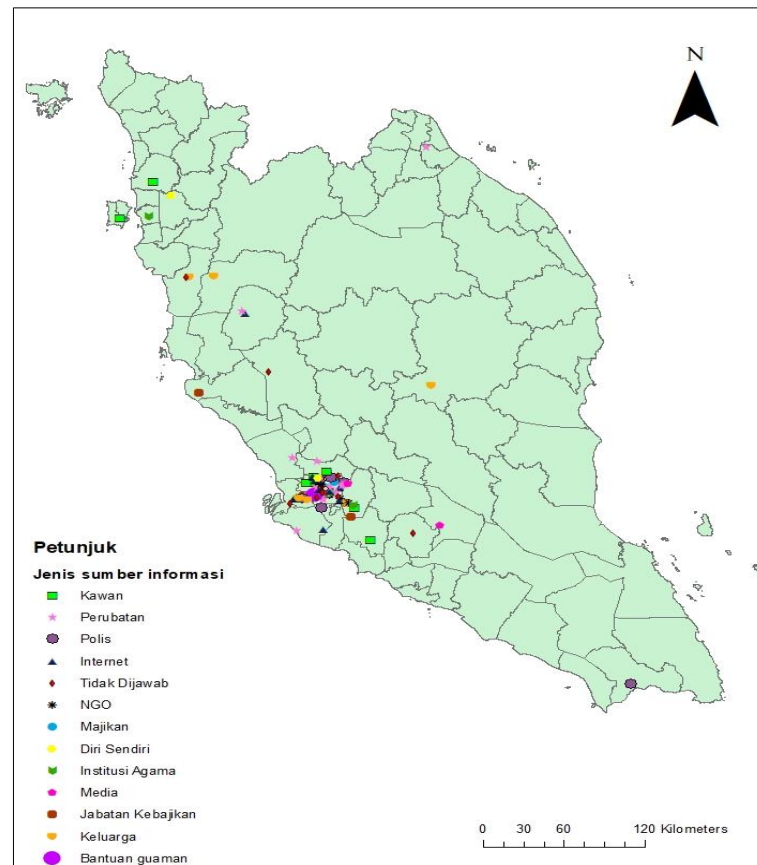 N
Petunjuk
Jenis sumber informasi
Kawan
Perubatan
Polis
Internet
Tidak Dijawab
NGO
Majikan
Diri Sendiri
Institusi Agama
Media
Jabatan Kebajikan
Keluarga
Bantuan guaman
0 30 60 120 Kilometers